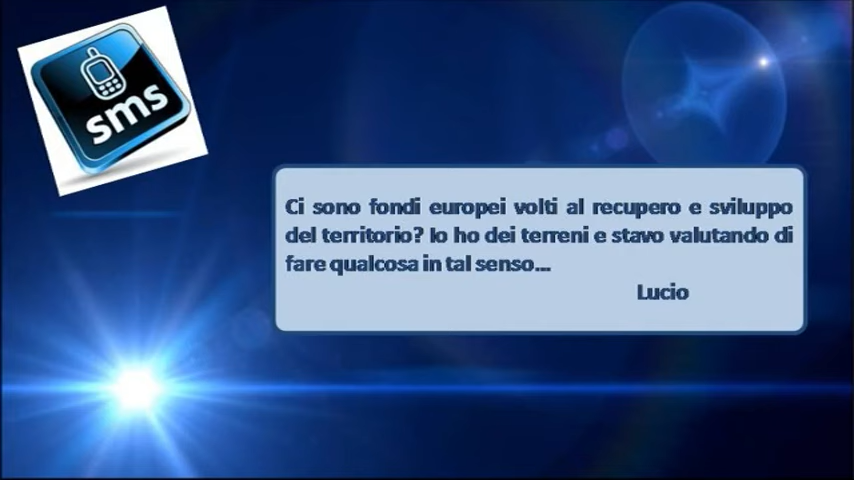 sms
Ci sono fondi europei volti al recupero e sviluppo
del territorio? Io ho dei terreni e stavo valutando di
fare qualcosa in tal senso...
Lucio